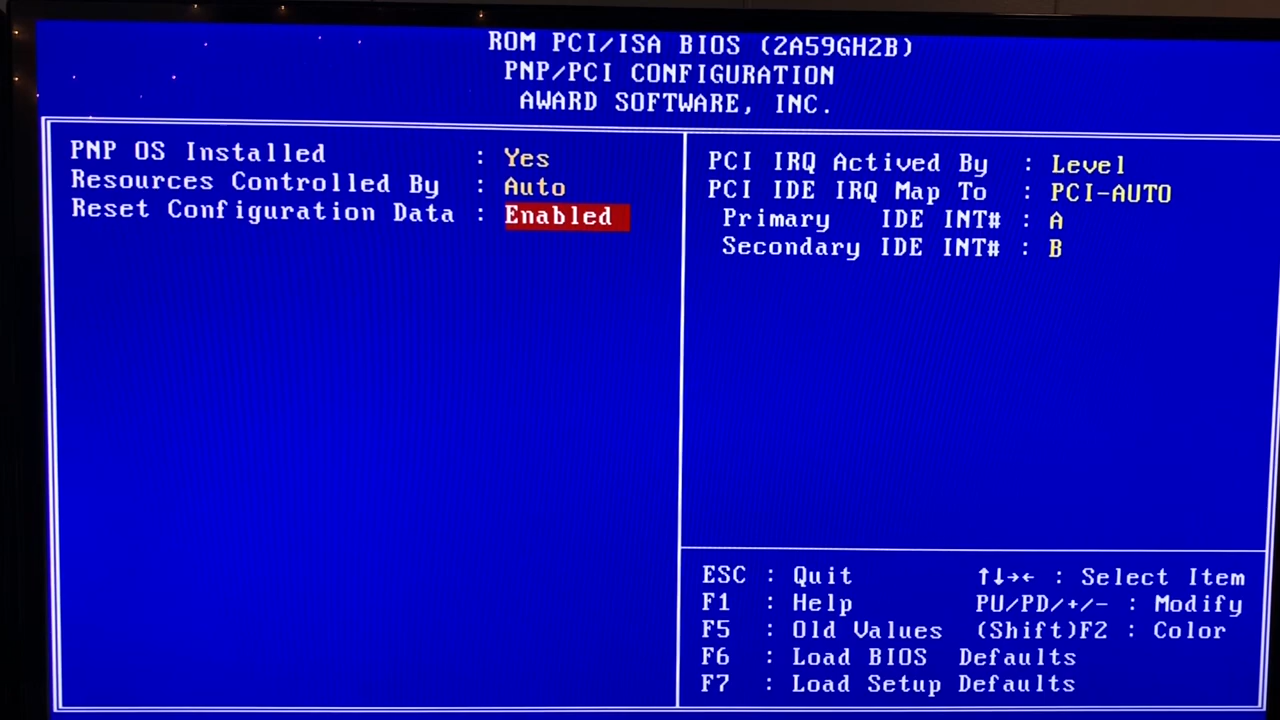 ROM PCI/ISA BIOS (2A59GH2B)
PNP/PCI CONFIGURATION
AWARD SOFTWARE, INC.
PNP OS Installed : Yes
Resources Controlled By : Auto
Reset Configuration Data : Enabled
PCI IRQ Actived By : Level
PCI IDE IRQ Map To : PCI-AUTO
Primary IDE INT# : A
Secondary IDE INT# : B
ESC : Quit ↑↓→← : Select Item
F1 : Help PU/PD/+/- : Modify
F5 : Old Values (Shift)F2 : Color
F6 : Load BIOS Defaults
F7 : Load Setup Defaults